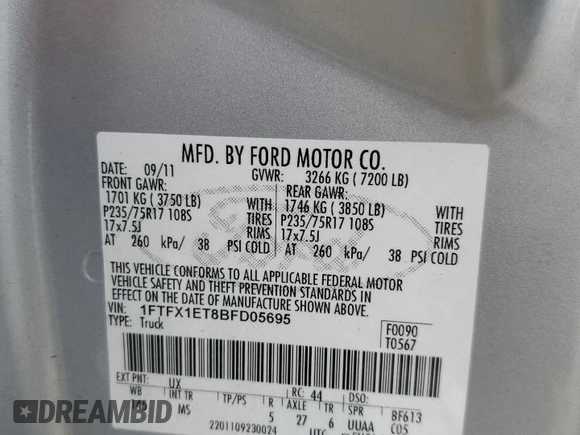 MFD. BY FORD MOTOR CO.
DATE: 09/11 GVWR: 3266 KG ( 7200 LB)
FRONT GAWR: REAR GAWR:
1701 KG ( 3750 LB) 1746 KG ( 3850 LB)
P235/75R17 108S TIRES P235/75R17 108S TIRES
17x7.5J RIMS 17x7.5J RIMS
AT 260 kPa/ 38 PSI COLD AT 260 kPa/ 38 PSI COLD
THIS VEHICLE CONFORMS TO ALL APPLICABLE FEDERAL MOTOR
VEHICLE SAFETY AND THEFT PREVENTION STANDARDS IN
EFFECT ON THE DATE OF MANUFACTURE SHOWN ABOVE.
VIN: 1FTFX1ET8BFD05695 F0090
TYPE: Truck T0567
EXT PNT: UX RC: 44 DSO:
WB INT TR TP/PS R AXLE TR SPR BF613
MS 5 27 6 UUAA C05
2201109230024 UTC
DREAMBID